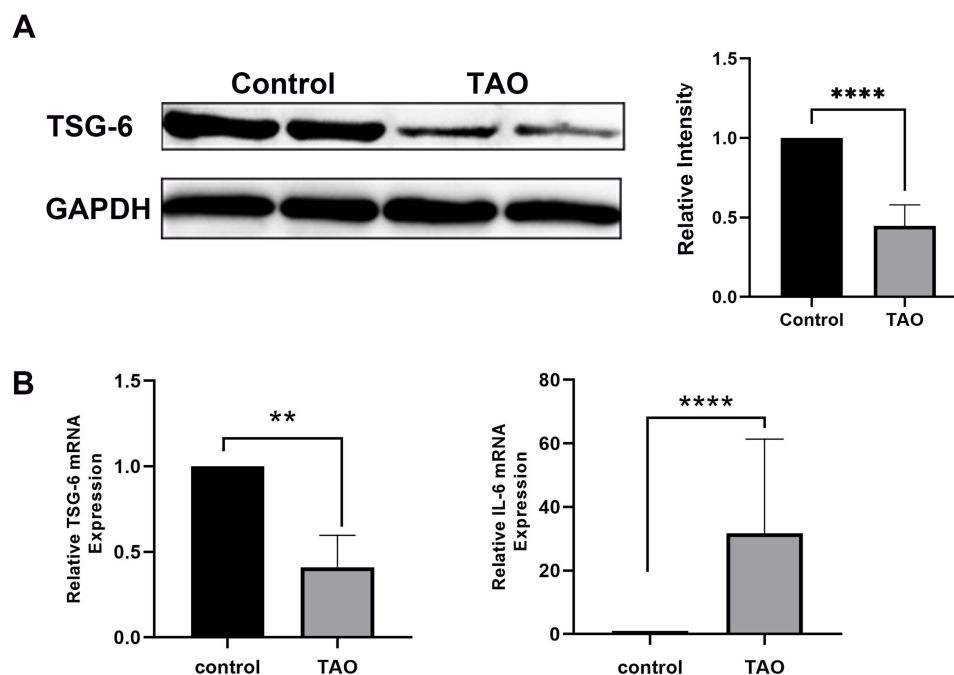 A
Control TAO
TSG-6
GAPDH
Relative Intensity
1.5
1.0
0.5
0.0
****
Control TAO
B
Relative TSG-6 mRNA
Expression
1.5
1.0
0.5
0.0
**
control TAO
Relative IL-6 mRNA
Expression
80
60
40
20
0
****
control TAO